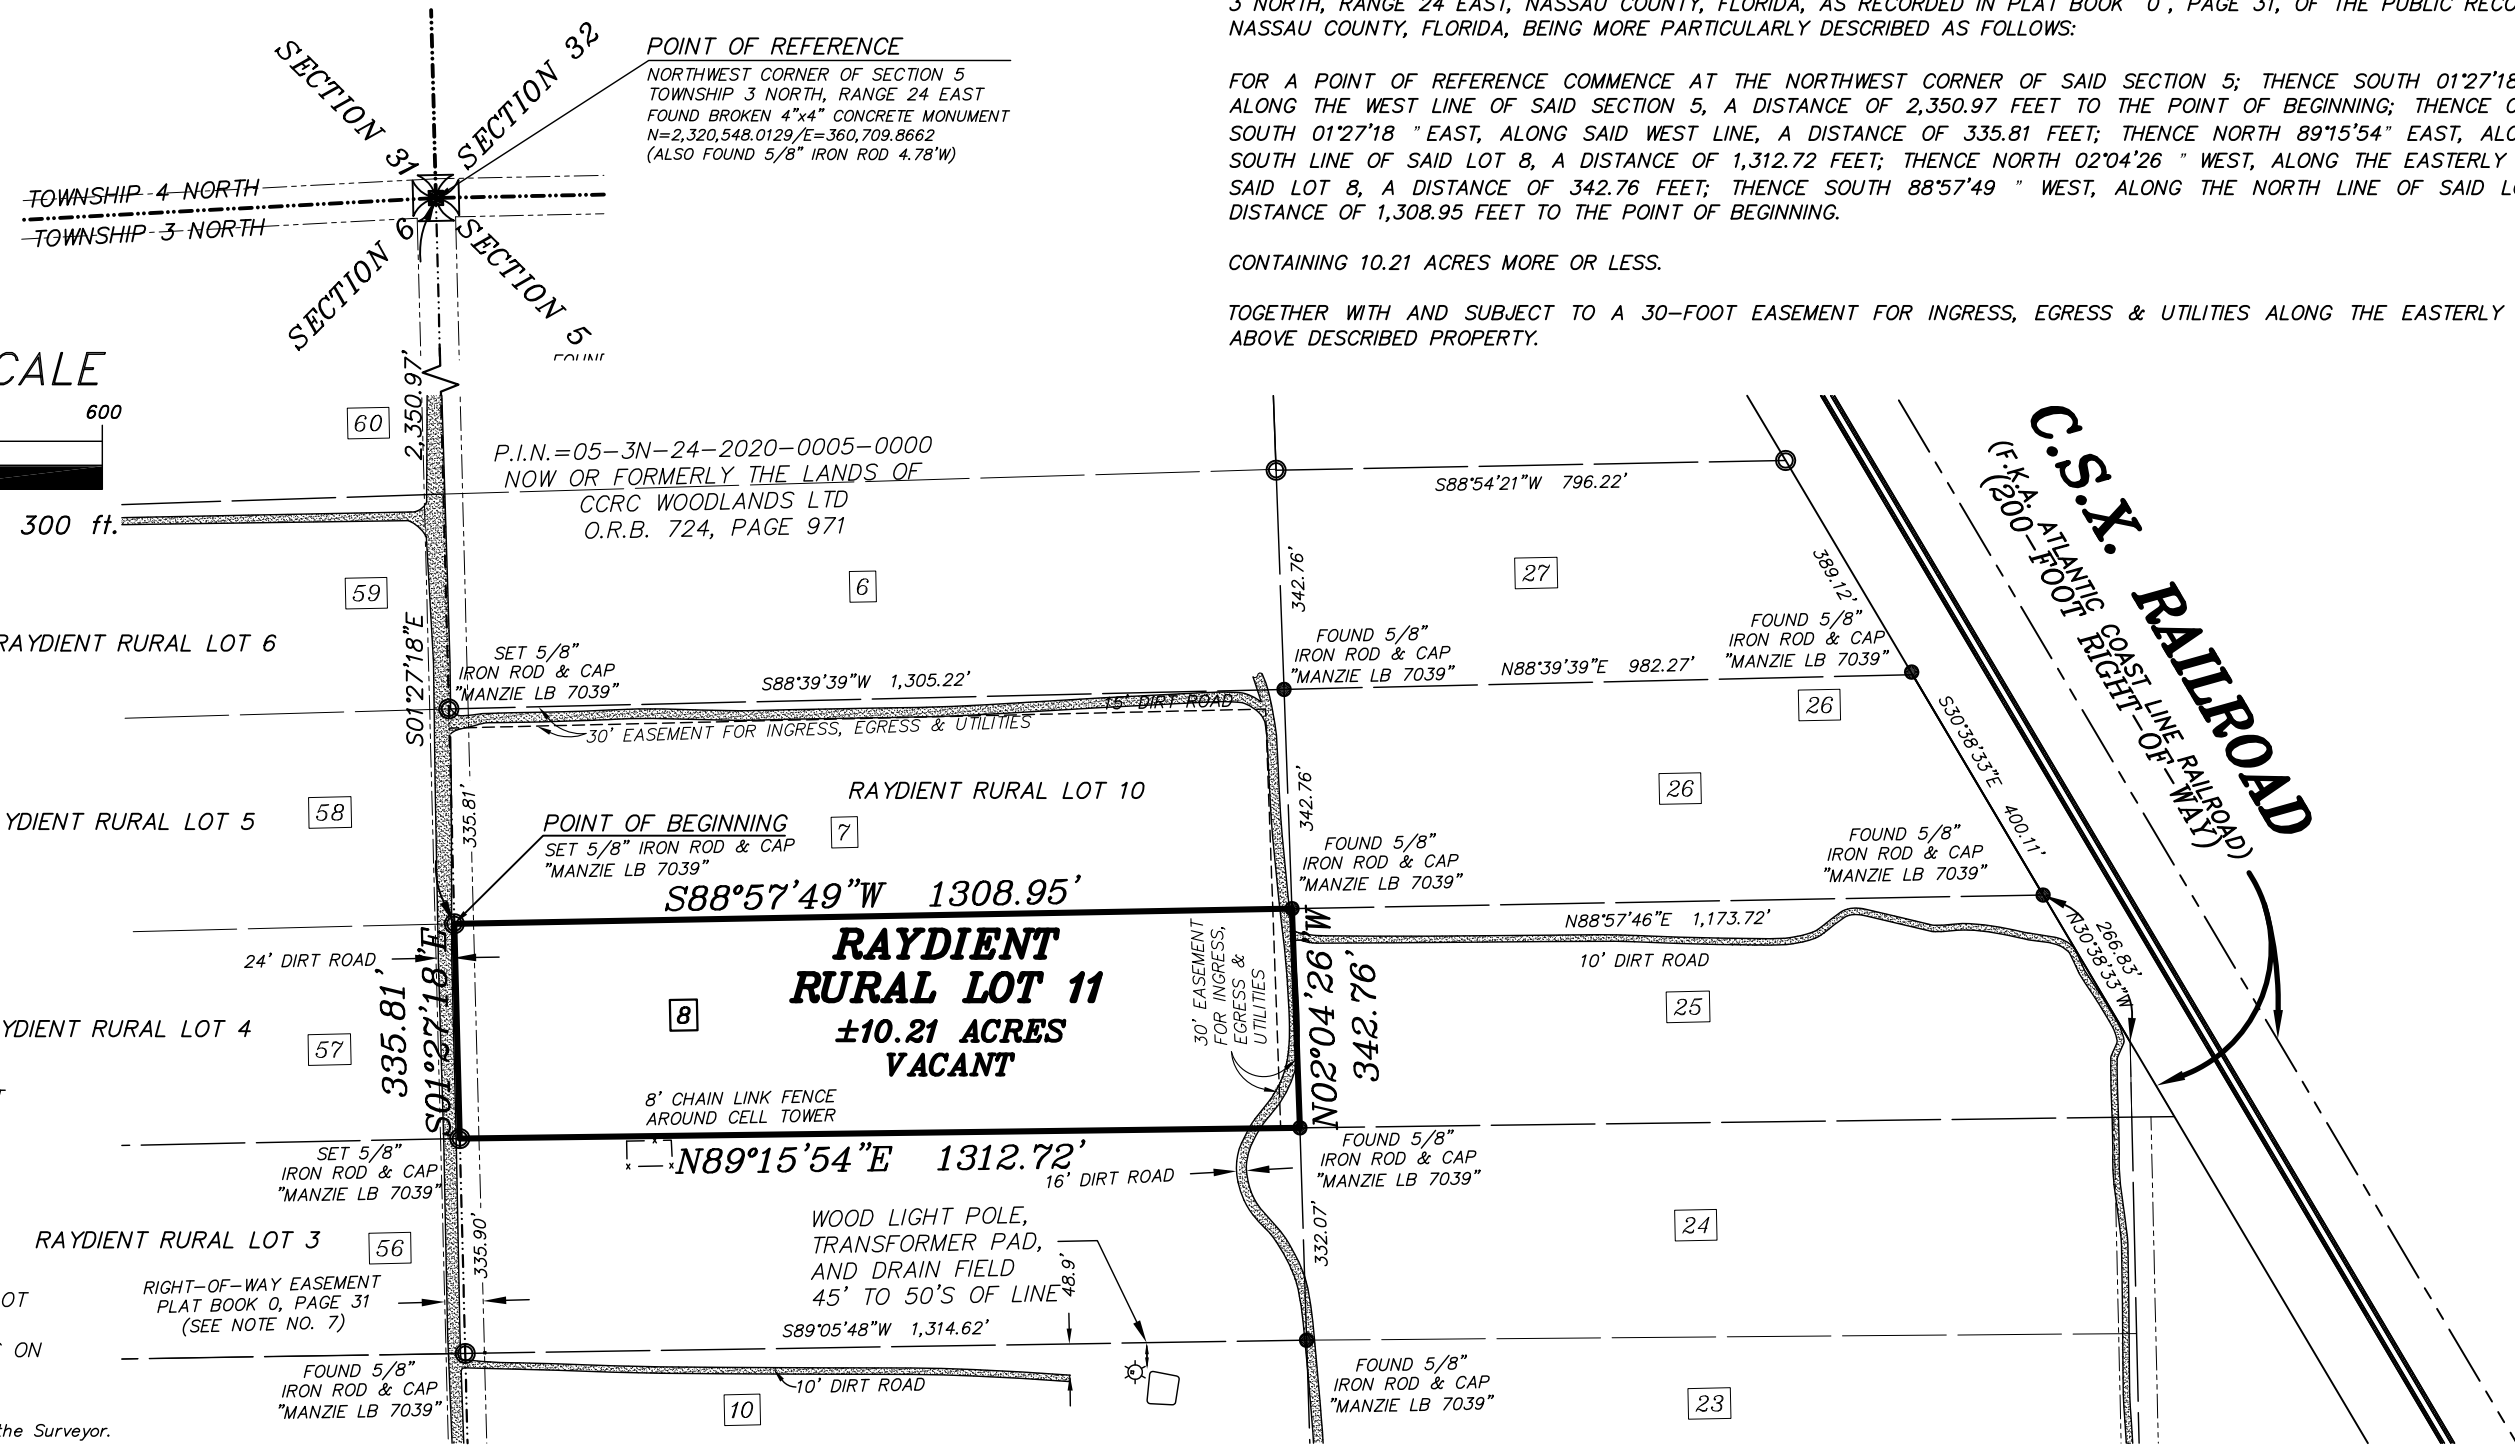 3 NORTH, RANGE 24 EAST, NASSAU COUNTY, FLORIDA, AS RECORDED IN PLAT BOOK "0", PAGE 31, OF THE PUBLIC
NASSAU COUNTY, FLORIDA, BEING MORE PARTICULARLY DESCRIBED AS FOLLOWS:
FOR A POINT OF REFERENCE COMMENCE AT THE NORTHWEST CORNER OF SAID SECTION 5; THENCE SOUTH 01°27'18
ALONG THE WEST LINE OF SAID SECTION 5, A DISTANCE OF 2,350.97 FEET TO THE POINT OF BEGINNING; THENCE
SOUTH 01°27'18 " EAST, ALONG SAID WEST LINE, A DISTANCE OF 335.81 FEET; THENCE NORTH 89°15'54" EAST,
SOUTH LINE OF SAID LOT 8, A DISTANCE OF 1,312.72 FEET; THENCE NORTH 02°04'26 " WEST, ALONG THE EASTERLY
SAID LOT 8, A DISTANCE OF 342.76 FEET; THENCE SOUTH 88°57'49 " WEST, ALONG THE NORTH LINE OF SAID
DISTANCE OF 1,308.95 FEET TO THE POINT OF BEGINNING.
CONTAINING 10.21 ACRES MORE OR LESS.
TOGETHER WITH AND SUBJECT TO A 30-FOOT EASEMENT FOR INGRESS, EGRESS & UTILITIES ALONG THE EASTERLY
ABOVE DESCRIBED PROPERTY.
POINT OF REFERENCE
NORTHWEST CORNER OF SECTION 5
TOWNSHIP 3 NORTH, RANGE 24 EAST
FOUND BROKEN 4"x4" CONCRETE MONUMENT
N=2,320,548.0129/E=360,709.8662
(ALSO FOUND 5/8" IRON ROD 4.78'W)
SECTION 31
SECTION 32
TOWNSHIP 4 NORTH
TOWNSHIP 3 NORTH
SECTION 6
SECTION 5
CALE
600
300 ft.
2,350.97'
60
P.I.N.=05-3N-24-2020-0005-0000
NOW OR FORMERLY THE LANDS OF
CCRC WOODLANDS LTD
O.R.B. 724, PAGE 971
S88°54'21"W 796.22'
C.S.X. RAILROAD
(F.K.A. ATLANTIC COAST LINE RAILROAD)
(200-FOOT RIGHT-OF-WAY)
59
6
342.76'
27
389.12'
RAYDIENT RURAL LOT 6
S01°27'18"E
SET 5/8"
IRON ROD & CAP
"MANZIE LB 7039"
S88°39'39"W 1,305.22'
FOUND 5/8"
IRON ROD & CAP
"MANZIE LB 7039"
N88°39'39"E 982.27'
FOUND 5/8"
IRON ROD & CAP
"MANZIE LB 7039"
26
15' DIRT ROAD
30' EASEMENT FOR INGRESS, EGRESS & UTILITIES
S30°38'33"E 400.11'
RAYDIENT RURAL LOT 10
342.76'
26
YDIENT RURAL LOT 5
58
335.81'
POINT OF BEGINNING
SET 5/8" IRON ROD & CAP
"MANZIE LB 7039"
7
FOUND 5/8"
IRON ROD & CAP
"MANZIE LB 7039"
FOUND 5/8"
IRON ROD & CAP
"MANZIE LB 7039"
S88°57'49"W 1308.95'
N88°57'46"E 1,173.72'
266.83'
N30°38'33"W
24' DIRT ROAD
RAYDIENT
RURAL LOT 11
±10.21 ACRES
VACANT
8
30' EASEMENT
FOR INGRESS,
EGRESS &
UTILITIES
10' DIRT ROAD
25
YDIENT RURAL LOT 4
57
335.81'
S01°27'18"E
N02°04'26"W
342.76'
8' CHAIN LINK FENCE
AROUND CELL TOWER
N89°15'54"E 1312.72'
SET 5/8"
IRON ROD & CAP
"MANZIE LB 7039"
16' DIRT ROAD
FOUND 5/8"
IRON ROD & CAP
"MANZIE LB 7039"
RAYDIENT RURAL LOT 3
56
335.90'
WOOD LIGHT POLE,
TRANSFORMER PAD,
AND DRAIN FIELD
45' TO 50'S OF LINE
48.9'
332.07'
24
RIGHT-OF-WAY EASEMENT
PLAT BOOK 0, PAGE 31
(SEE NOTE NO. 7)
OT
ON
S89°05'48"W 1,314.62'
FOUND 5/8"
IRON ROD & CAP
"MANZIE LB 7039"
10' DIRT ROAD
10
FOUND 5/8"
IRON ROD & CAP
"MANZIE LB 7039"
23
the Surveyor.